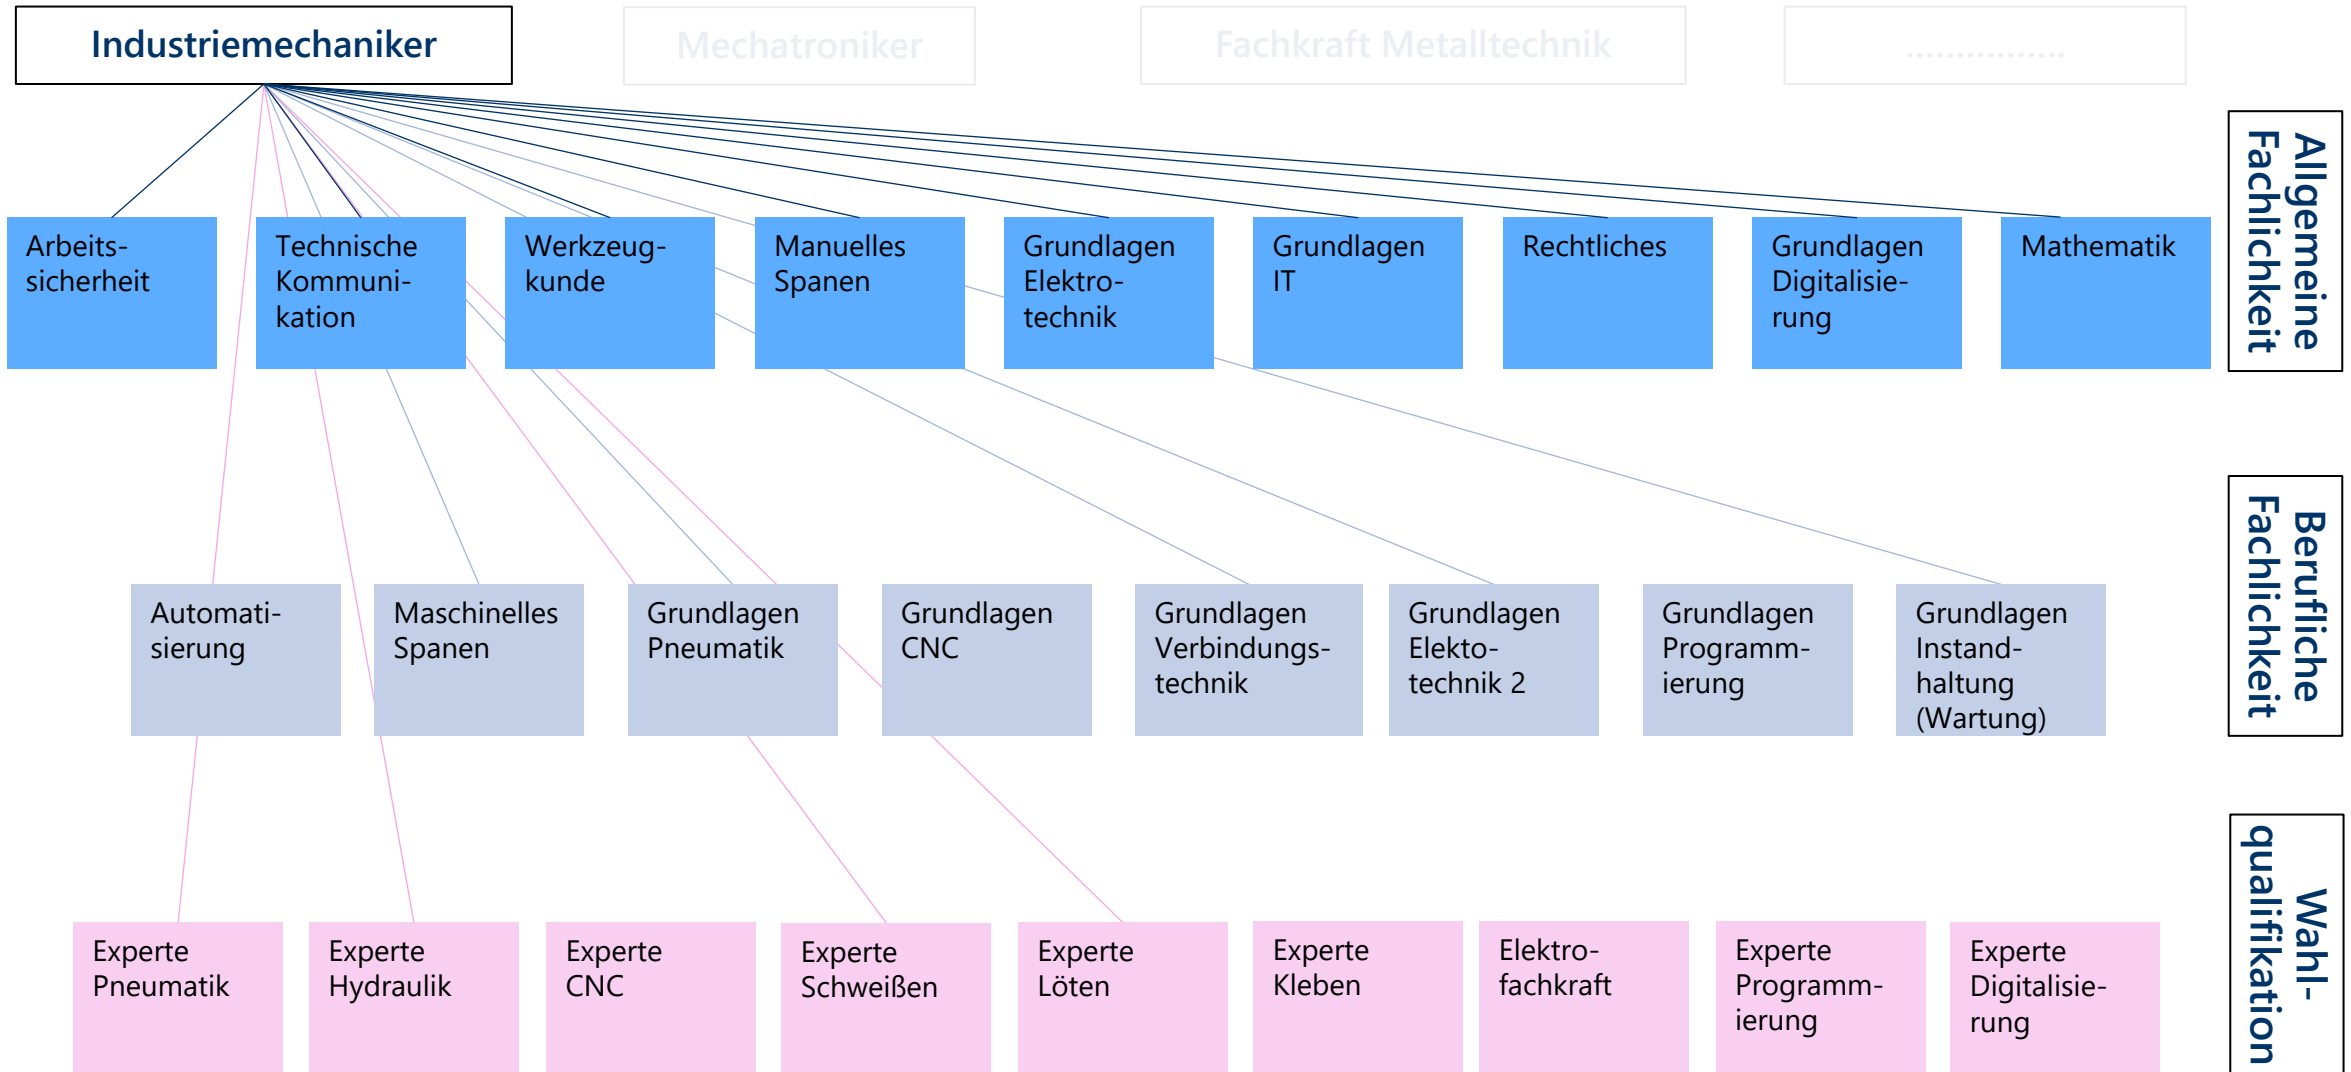 Industriemechaniker
Mechatroniker
Fachkraft Metalltechnik
................
Allgemeine
Fachlichkeit
Arbeits-
sicherheit
Technische
Kommuni-
kation
Werkzeug-
kunde
Manuelles
Spanen
Grundlagen
Elektro-
technik
Grundlagen
IT
Rechtliches
Grundlagen
Digitalisie-
rung
Mathematik
Berufliche
Fachlichkeit
Automati-
sierung
Maschinelles
Spanen
Grundlagen
Pneumatik
Grundlagen
CNC
Grundlagen
Verbindungs-
technik
Grundlagen
Elekto-
technik 2
Grundlagen
Programm-
ierung
Grundlagen
Instand-
haltung
(Wartung)
Wahl-
qualifikation
Experte
Pneumatik
Experte
Hydraulik
Experte
CNC
Experte
Schweißen
Experte
Löten
Experte
Kleben
Elektro-
fachkraft
Experte
Programm-
ierung
Experte
Digitalisie-
rung